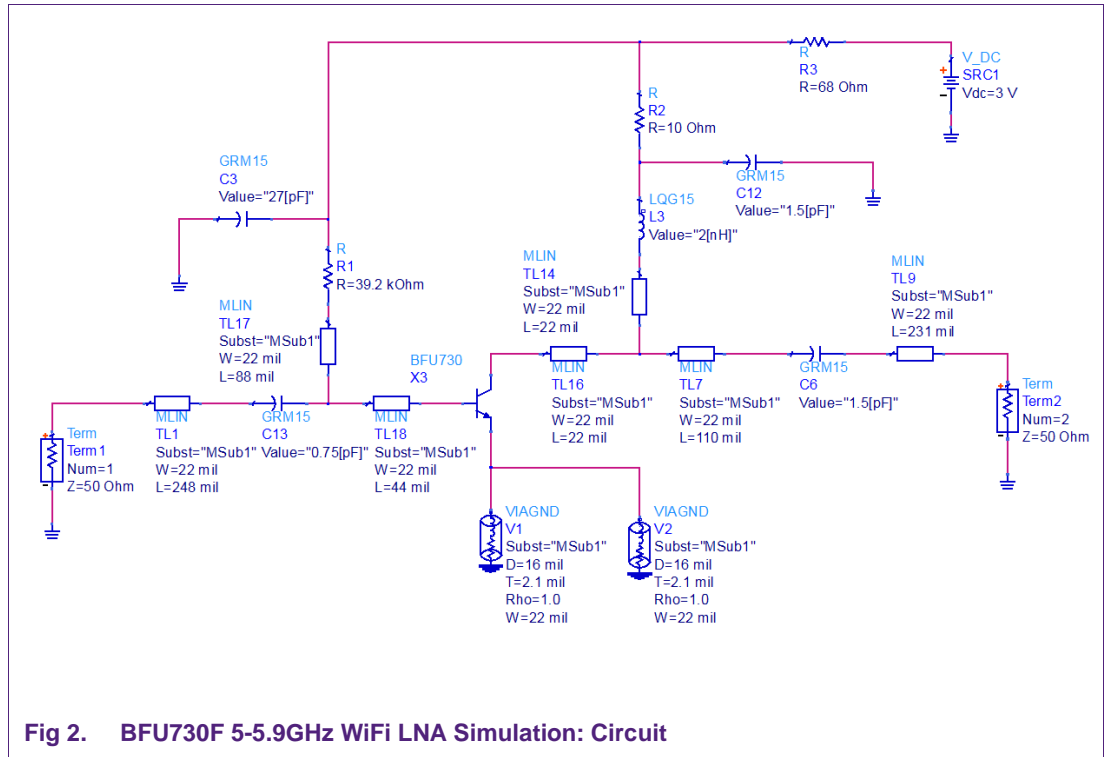 R
R3
R=68 Ohm
V_DC
SRC1
Vdc=3 V
+
-
R
R2
R=10 Ohm
GRM15
C3
Value="27[pF]"
GRM15
C12
Value="1.5[pF]"
LQG15
L3
Value="2[nH]"
R
R1
R=39.2 kOhm
MLIN
TL14
Subst="MSub1"
W=22 mil
L=22 mil
MLIN
TL9
Subst="MSub1"
W=22 mil
L=231 mil
MLIN
TL17
Subst="MSub1"
W=22 mil
L=88 mil
BFU730
X3
MLIN
TL16
Subst="MSub1"
W=22 mil
L=22 mil
MLIN
TL7
Subst="MSub1"
W=22 mil
L=110 mil
GRM15
C6
Value="1.5[pF]"
+
-
Term
Term2
Num=2
Z=50 Ohm
+
-
Term
Term1
Num=1
Z=50 Ohm
MLIN
TL1
Subst="MSub1"
W=22 mil
L=248 mil
GRM15
C13
Value="0.75[pF]"
MLIN
TL18
Subst="MSub1"
W=22 mil
L=44 mil
VIAGND
V1
Subst="MSub1"
D=16 mil
T=2.1 mil
Rho=1.0
W=22 mil
VIAGND
V2
Subst="MSub1"
D=16 mil
T=2.1 mil
Rho=1.0
W=22 mil
Fig 2. BFU730F 5-5.9GHz WiFi LNA Simulation: Circuit